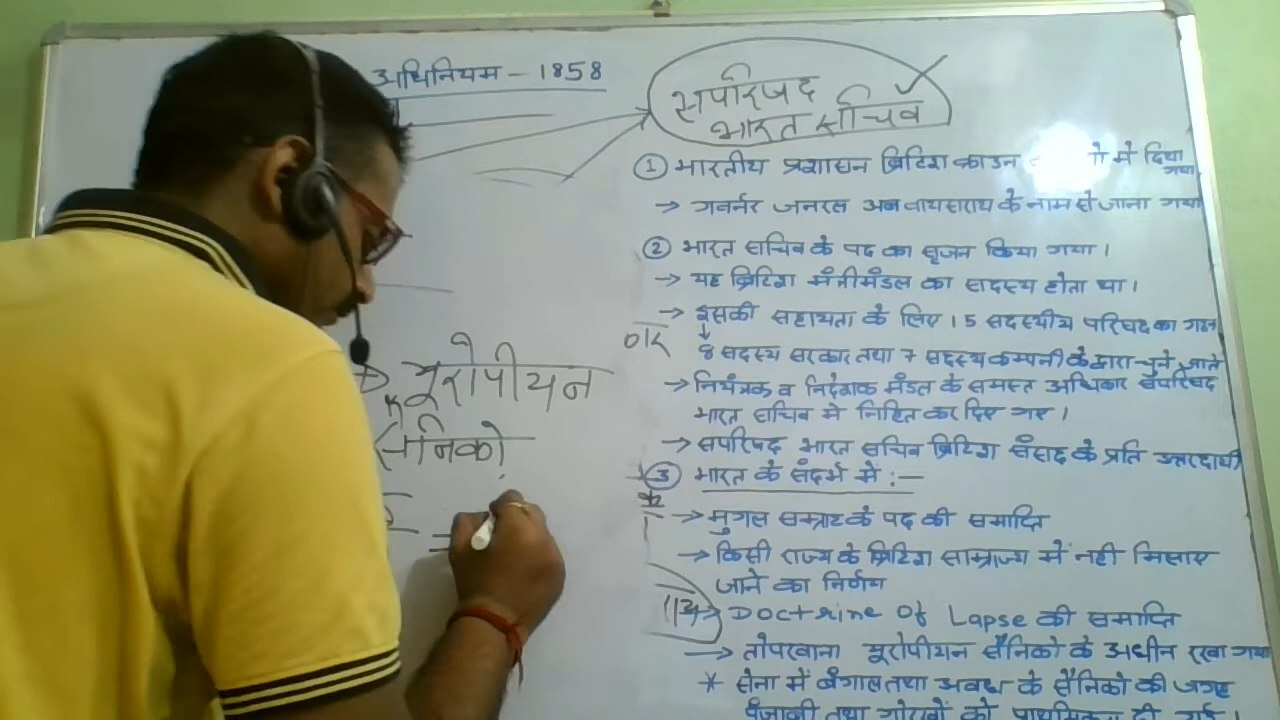 अधिनियम - 1858
सपरिषद
भारत सचिव
① भारतीय प्रशासन ब्रिटिश क्राउन में दिया
गया
→ गवर्नर जनरल अब वायसराय के नाम से जाना गया
② भारत सचिव के पद का सृजन किया गया।
→ यह ब्रिटिश मंत्रीमंडल का सदस्य होता था।
→ इसकी सहायता के लिए 15 सदस्यीय परिषद का गठन
8 सदस्य सरकार तथा 7 सदस्य कम्पनी के द्वारा चुने जाते
→ नियंत्रक व निदेशक मंडल के समस्त अधिकार सपरिषद
भारत सचिव में निहित कर दिए गए।
→ सपरिषद भारत सचिव ब्रिटिश संसद के प्रति उत्तरदायी
③ भारत के संदर्भ में :-
→ मुगल सम्राट के पद की समाप्ति
→ किसी राज्य के ब्रिटिश साम्राज्य में नही मिलाए
जाने का निर्णय
→ Doctrine Of Lapse की समाप्ति
→ तोपखाना यूरोपीयन सैनिको के अधीन रखा गया
* सेना में बंगाल तथा अवध के सैनिको की जगह
पंजाबी तथा गोरखों को प्राथमिकता दी गई।
→ यूरोपीयन
सैनिको